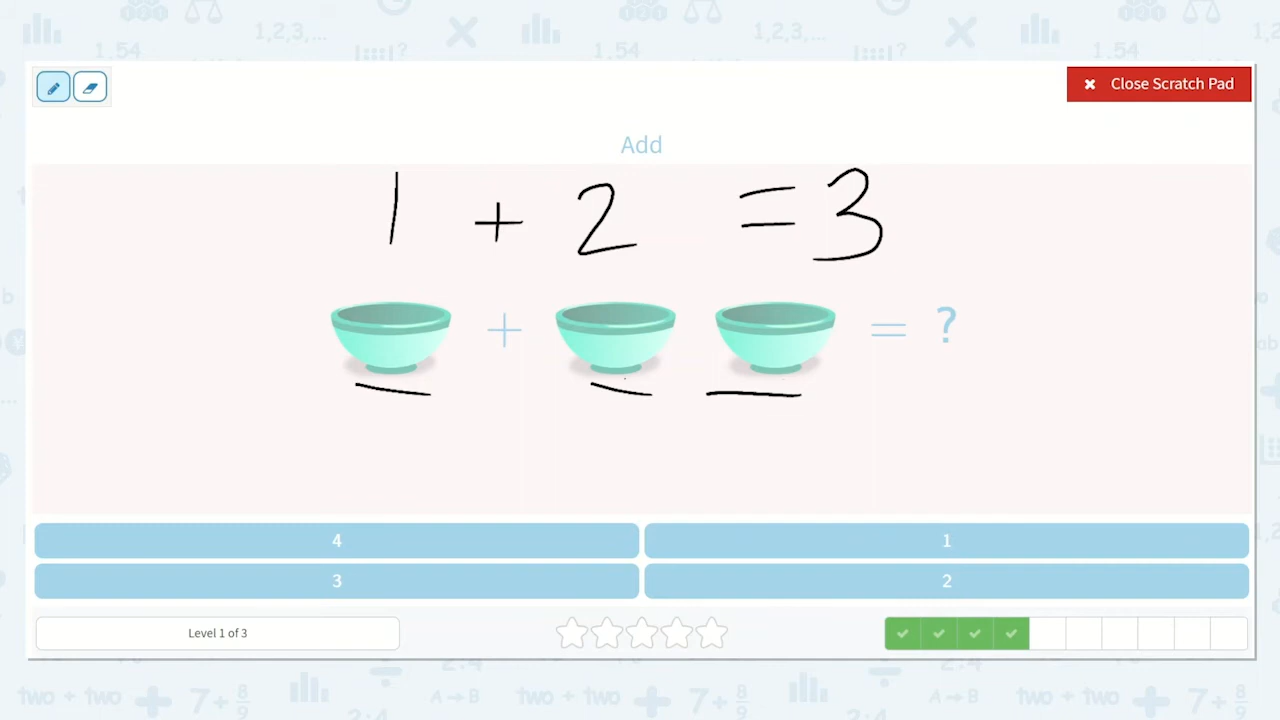 Close Scratch Pad
Add
1 + 2 = 3
+ = ?
4
1
3
2
Level 1 of 3